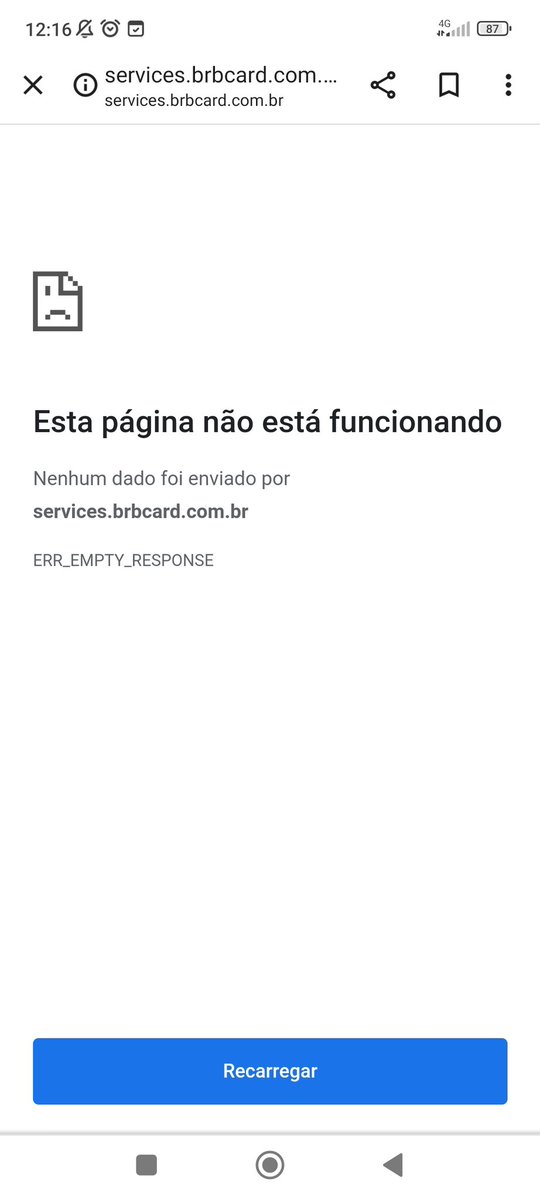 12:16
4G
87
services.brbcard.com....
services.brbcard.com.br
Esta página não está funcionando
Nenhum dado foi enviado por
services.brbcard.com.br
ERR_EMPTY_RESPONSE
Recarregar